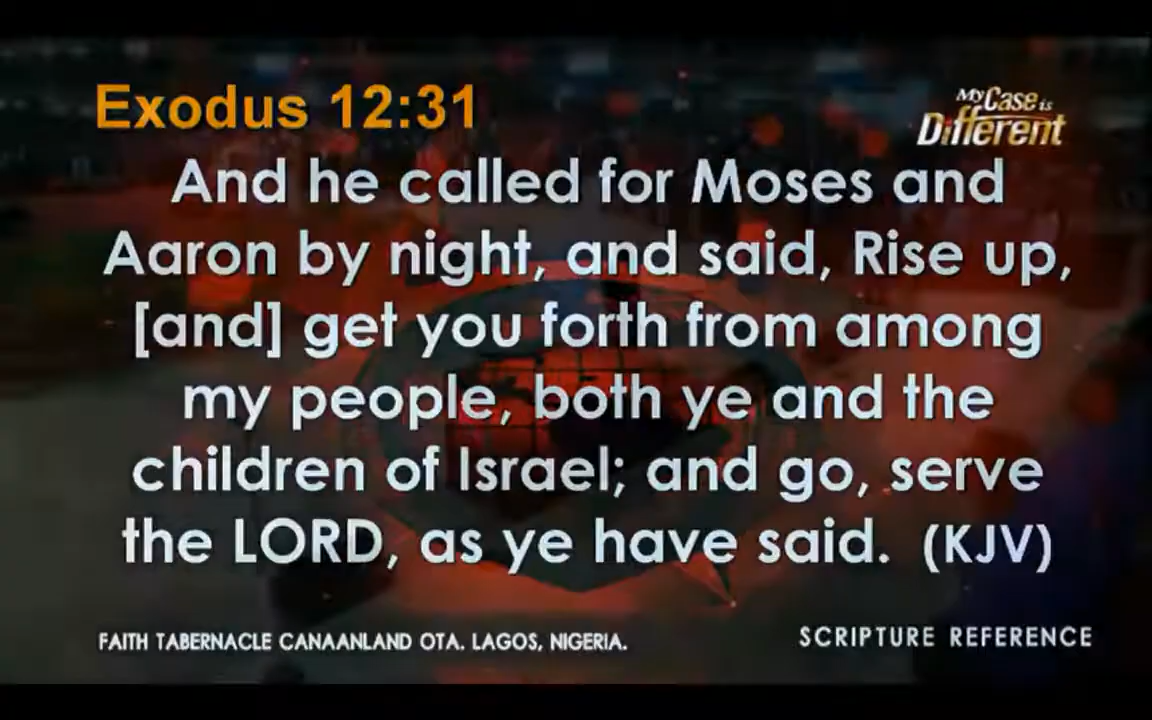 Exodus 12:31
My Case is
Different
And he called for Moses and
Aaron by night, and said, Rise up,
[and] get you forth from among
my people, both ye and the
children of Israel; and go, serve
the LORD, as ye have said. (KJV)
FAITH TABERNACLE CANAANLAND OTA. LAGOS, NIGERIA.
SCRIPTURE REFERENCE